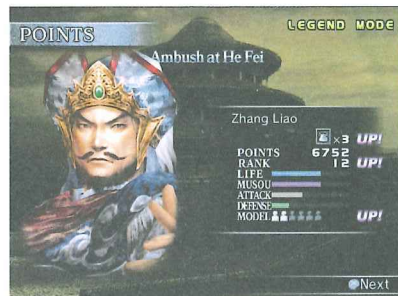 LEGEND MODE
POINTS
Ambush at He Fei
Zhang Liao
×3 UP!
POINTS 6752
RANK 12 UP!
LIFE
MUSOU
ATTACK
DEFENSE
MODEL UP!
Next